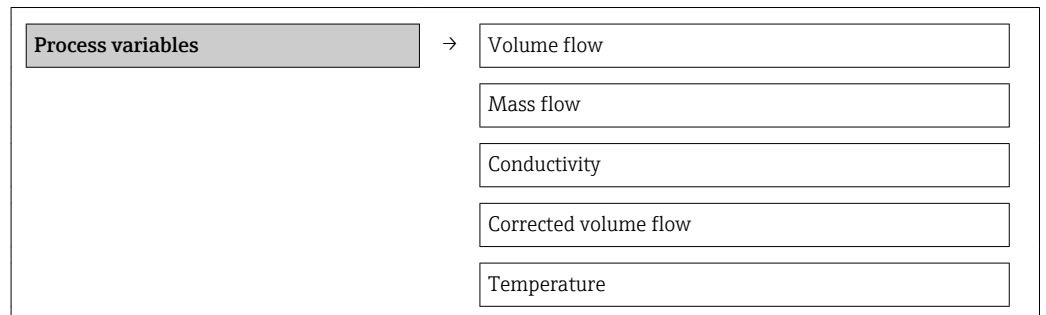 Process variables → Volume flow
Mass flow
Conductivity
Corrected volume flow
Temperature